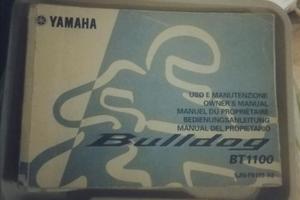 YAMAHA
USO E MANUTENZIONE
OWNER'S MANUAL
MANUEL DU PROPRIETAIRE
BEDIENUNGSANLEITUNG
MANUAL DEL PROPIETARIO
Bulldog
BT1100